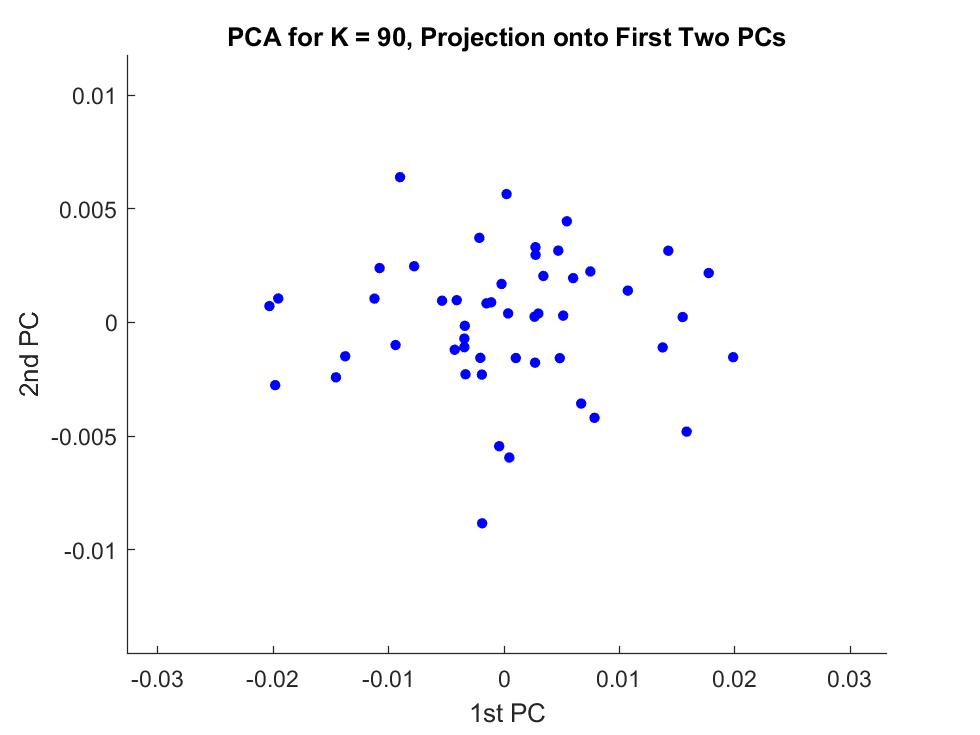 PCA for K = 90, Projection onto First Two PCs
0.01
0.005
0
-0.005
-0.01
2nd PC
-0.03 -0.02 -0.01 0 0.01 0.02 0.03
1st PC